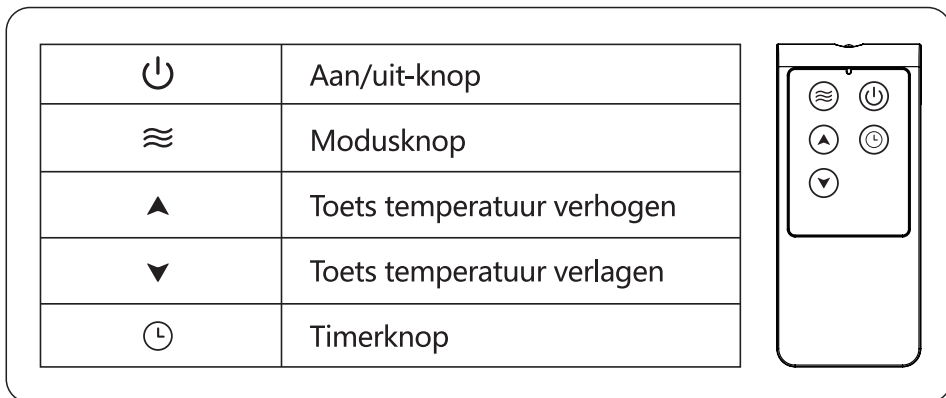 Aan/uit-knop
Modusknop
Toets temperatuur verhogen
Toets temperatuur verlagen
Timerknop